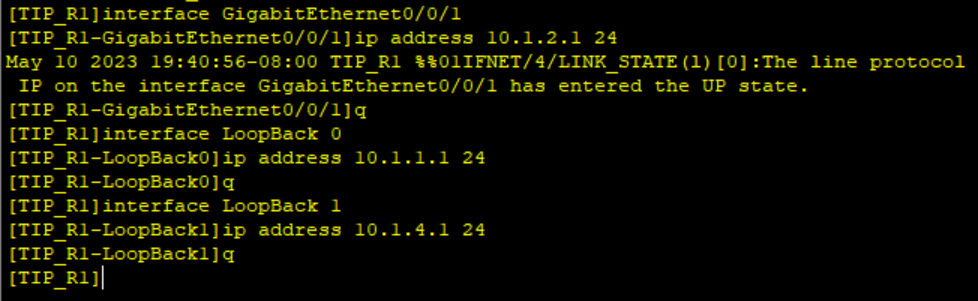 [TIP_R1]interface GigabitEthernet0/0/1
[TIP_R1-GigabitEthernet0/0/1]ip address 10.1.2.1 24
May 10 2023 19:40:56-08:00 TIP_R1 %%01IFNET/4/LINK_STATE(l)[0]:The line protocol
 IP on the interface GigabitEthernet0/0/1 has entered the UP state.
[TIP_R1-GigabitEthernet0/0/1]q
[TIP_R1]interface LoopBack 0
[TIP_R1-LoopBack0]ip address 10.1.1.1 24
[TIP_R1-LoopBack0]q
[TIP_R1]interface LoopBack 1
[TIP_R1-LoopBack1]ip address 10.1.4.1 24
[TIP_R1-LoopBack1]q
[TIP_R1]